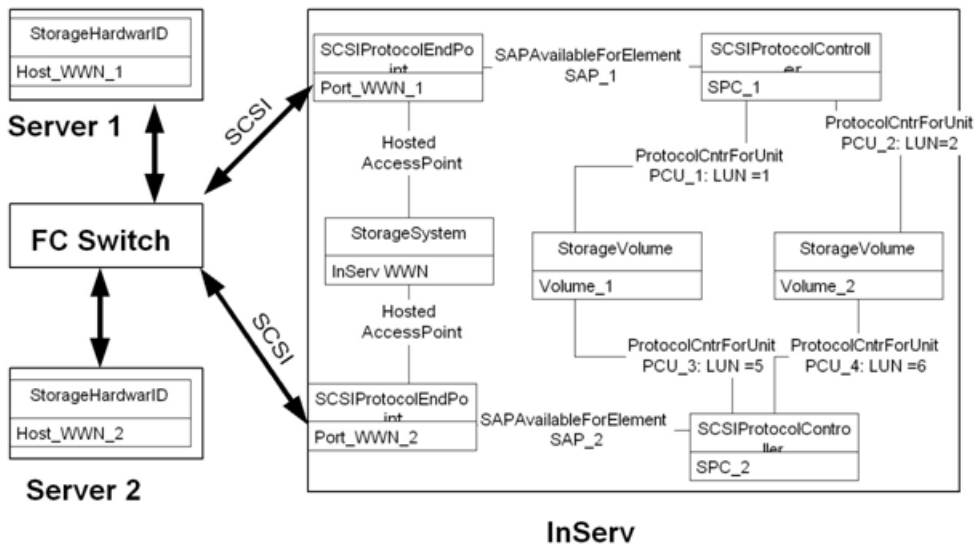 StorageHardwarID
Host_WWN_1
Server 1
SCSI
FC Switch
SCSI
StorageHardwarID
Host_WWN_2
Server 2
SCSIProtocolEndPo
int
Port_WWN_1
SAPAvailableForElement
SAP_1
SCSIProtocolControll
er
SPC_1
Hosted
AccessPoint
ProtocolCntrForUnit
PCU_1: LUN =1
ProtocolCntrForUnit
PCU_2: LUN=2
StorageSystem
InServ WWN
StorageVolume
Volume_1
StorageVolume
Volume_2
Hosted
AccessPoint
ProtocolCntrForUnit
PCU_3: LUN =5
ProtocolCntrForUnit
PCU_4: LUN =6
SCSIProtocolEndPo
int
Port_WWN_2
SAPAvailableForElement
SAP_2
SCSIProtocolContro
ller
SPC_2
InServ